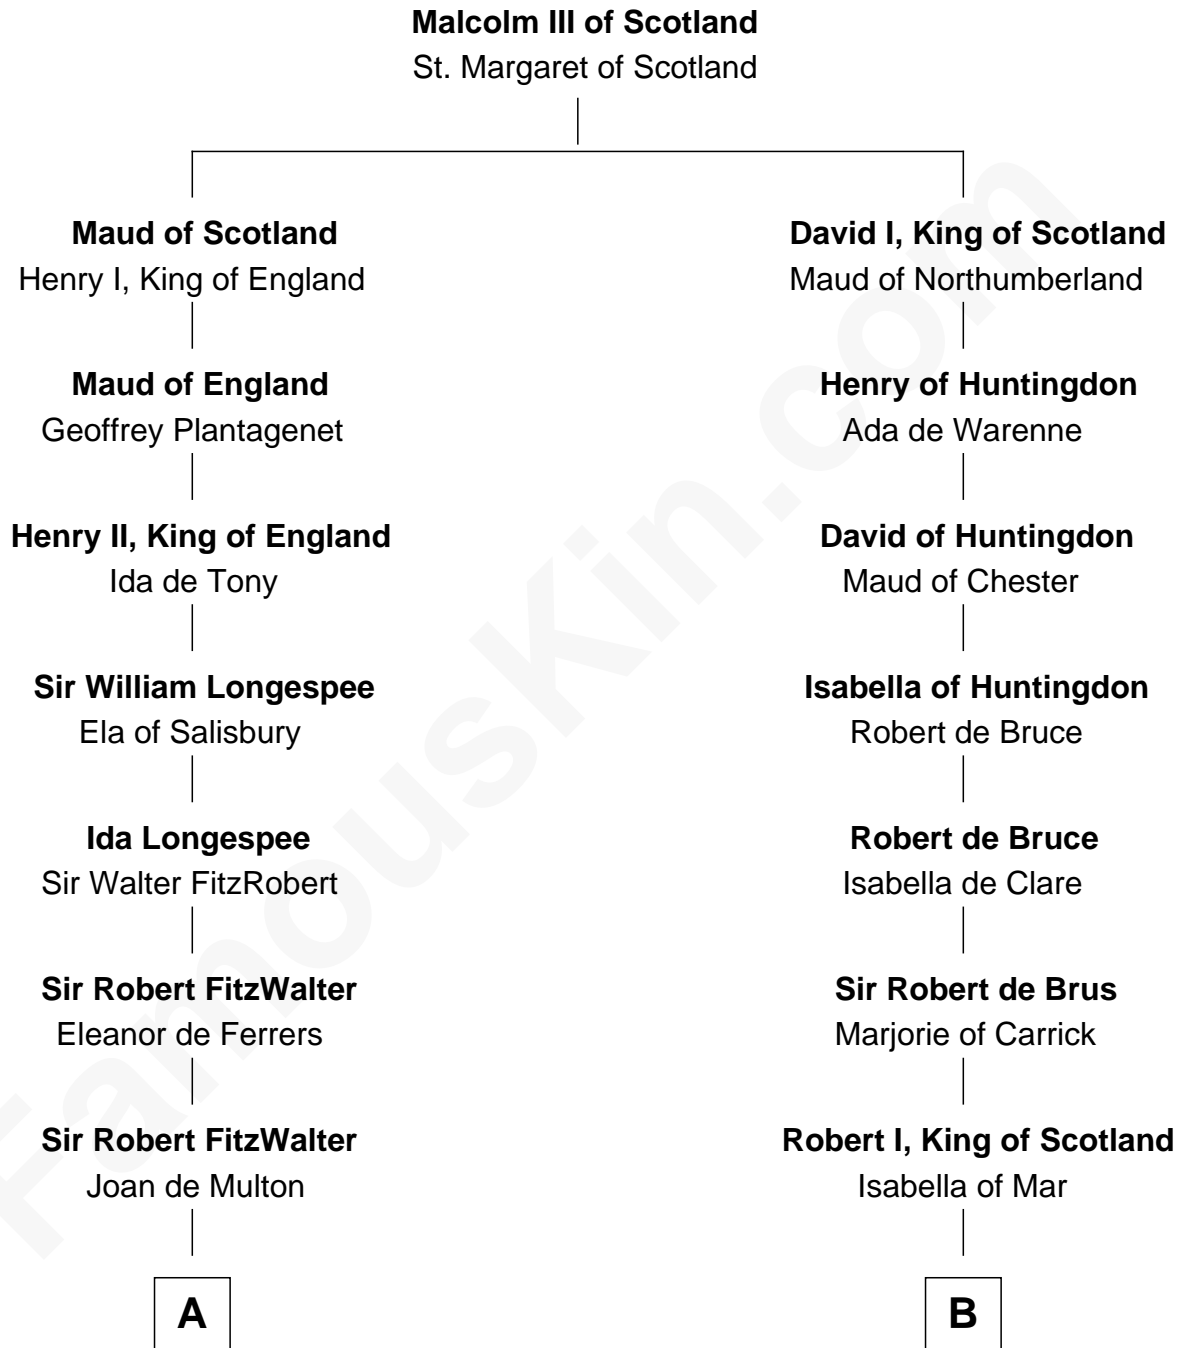 Malcolm III of Scotland
St. Margaret of Scotland
Maud of Scotland
Henry I, King of England
David I, King of Scotland
Maud of Northumberland
Maud of England
Geoffrey Plantagenet
Henry of Huntingdon
Ada de Warenne
Henry II, King of England
Ida de Tony
David of Huntingdon
Maud of Chester
Sir William Longespee
Ela of Salisbury
Isabella of Huntingdon
Robert de Bruce
Ida Longespee
Sir Walter FitzRobert
Robert de Bruce
Isabella de Clare
Sir Robert FitzWalter
Eleanor de Ferrers
Sir Robert de Brus
Marjorie of Carrick
Sir Robert FitzWalter
Joan de Multon
Robert I, King of Scotland
Isabella of Mar
A
B
FamousKin.com